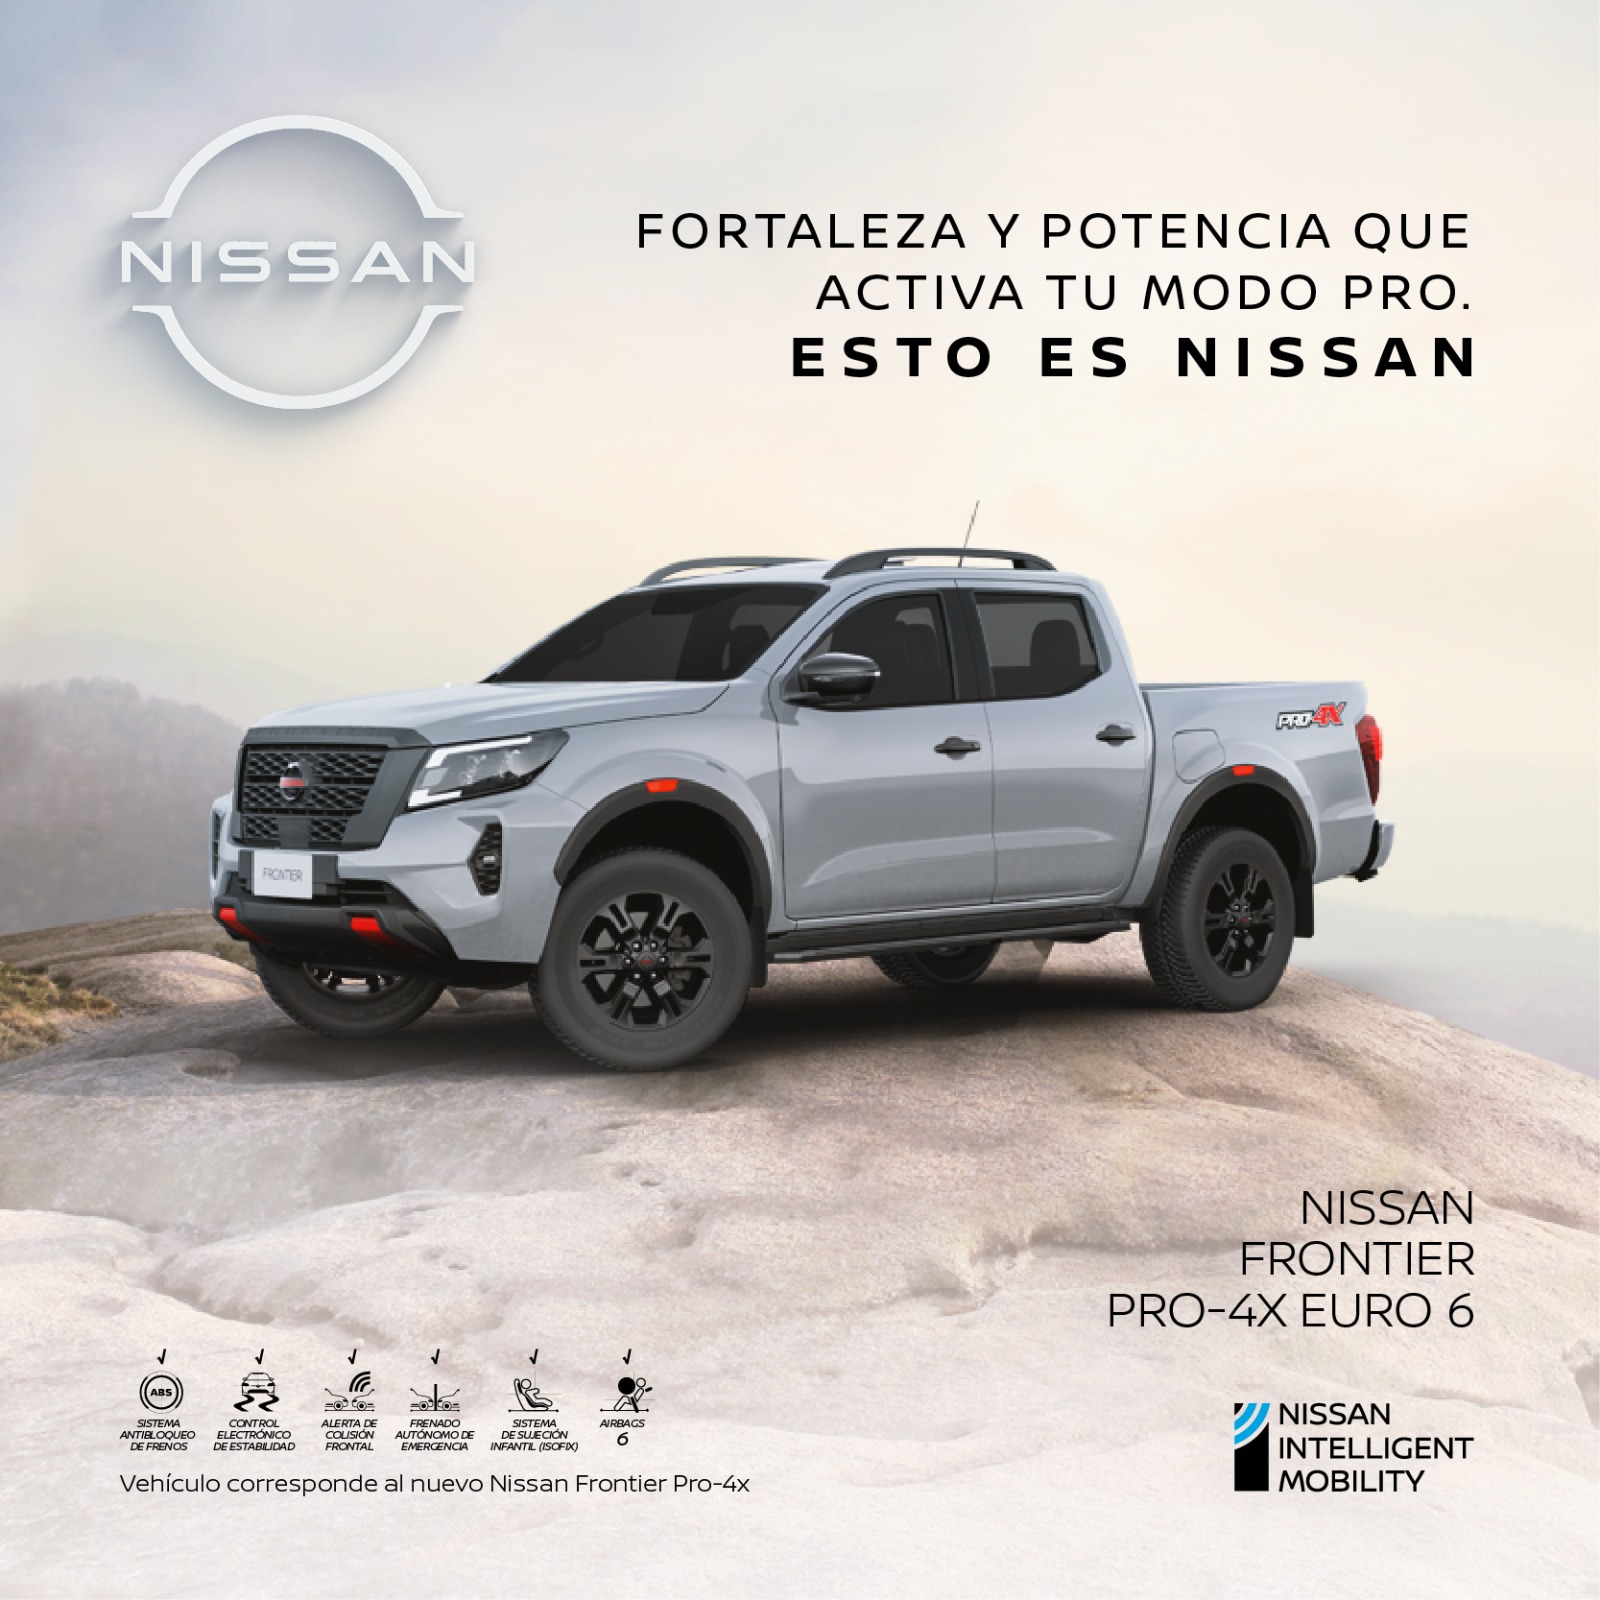 NISSAN
FORTALEZA Y POTENCIA QUE
ACTIVA TU MODO PRO.
ESTO ES NISSAN
PRO-4X
FRONTIER
NISSAN
FRONTIER
PRO-4X EURO 6
ABS
SISTEMA
ANTIBLOQUEO
DE FRENOS
CONTROL
ELECTRÓNICO
DE ESTABILIDAD
ALERTA DE
COLISIÓN
FRONTAL
FRENADO
AUTÓNOMO DE
EMERGENCIA
SISTEMA
DE SUJECIÓN
INFANTIL (ISOFIX)
AIRBAGS
6
Vehículo corresponde al nuevo Nissan Frontier Pro-4x
NISSAN
INTELLIGENT
MOBILITY